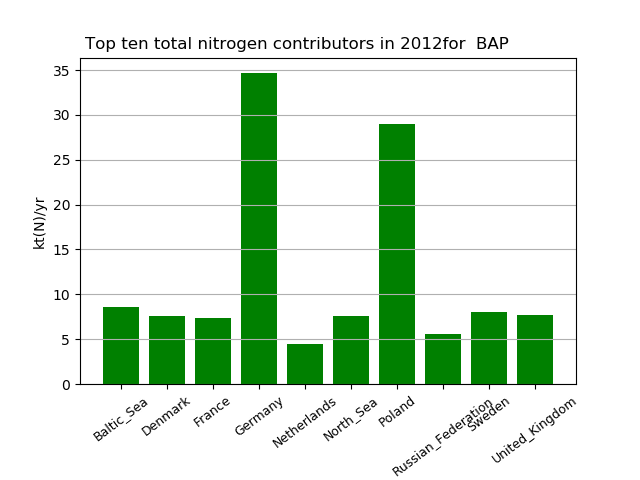 Top ten total nitrogen contributors in 2012for  BAP
kt(N)/yr
35
30
25
20
15
10
5
0
Baltic_Sea
Denmark
France
Germany
Netherlands
North_Sea
Poland
Russian_Federation
Sweden
United_Kingdom